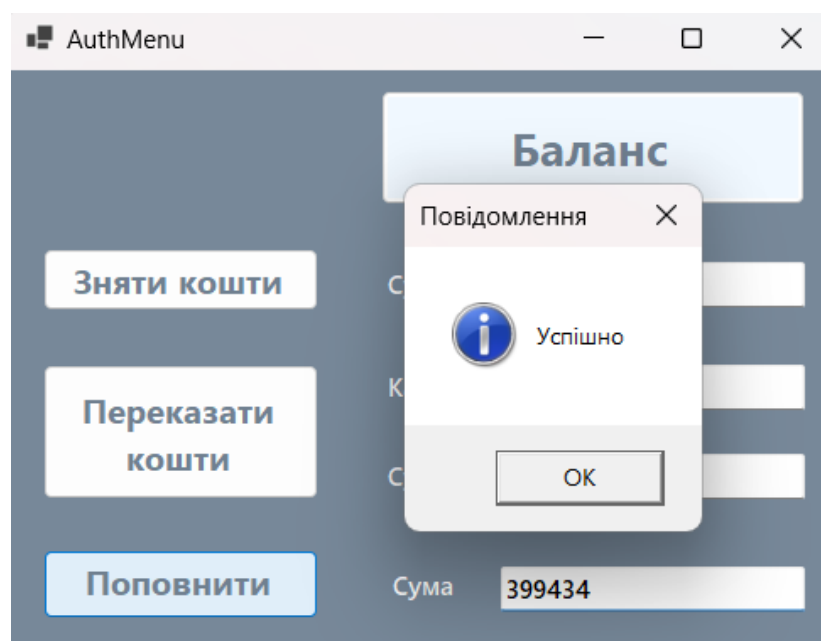 AuthMenu
Баланс
Повідомлення
Зняти кошти
Успішно
Переказати
кошти
OK
Поповнити
Сума
399434